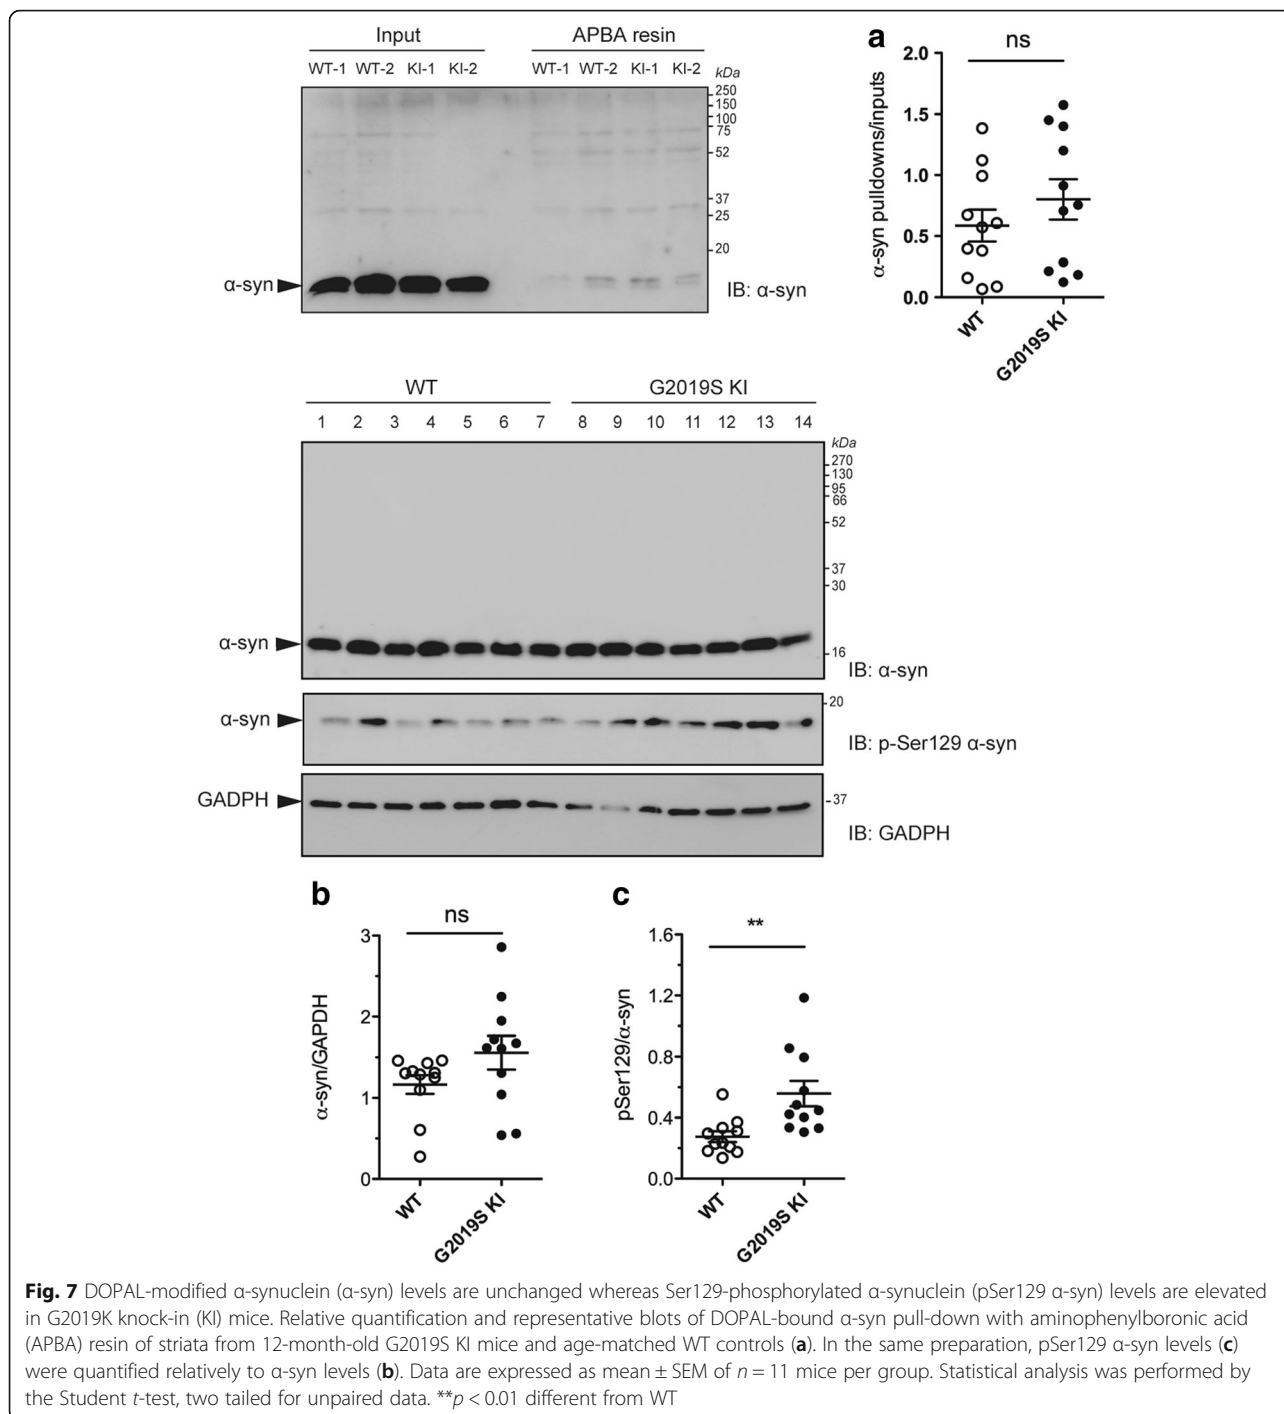 Input APBA resin
WT-1 WT-2 KI-1 KI-2 WT-1 WT-2 KI-1 KI-2 kDa
250
150
100
75
52
37
25
20
α-syn
IB: α-syn
a
ns
α-syn pulldowns/inputs
2.0
1.5
1.0
0.5
0.0
WT
G2019S KI
WT G2019S KI
1 2 3 4 5 6 7 8 9 10 11 12 13 14
kDa
270
130
95
66
52
37
30
16
α-syn
IB: α-syn
20
α-syn
IB: p-Ser129 α-syn
GADPH
37
IB: GADPH
b
ns
α-syn/GAPDH
3
2
1
0
WT
G2019S KI
c
**
pSer129/α-syn
1.6
1.2
0.8
0.4
0.0
WT
G2019S KI
Fig. 7 DOPAL-modified α-synuclein (α-syn) levels are unchanged whereas Ser129-phosphorylated α-synuclein (pSer129 α-syn) levels are elevated
in G2019K knock-in (KI) mice. Relative quantification and representative blots of DOPAL-bound α-syn pull-down with aminophenylboronic acid
(APBA) resin of striata from 12-month-old G2019S KI mice and age-matched WT controls (a). In the same preparation, pSer129 α-syn levels (c)
were quantified relatively to α-syn levels (b). Data are expressed as mean ± SEM of n = 11 mice per group. Statistical analysis was performed by
the Student t-test, two tailed for unpaired data. **p < 0.01 different from WT